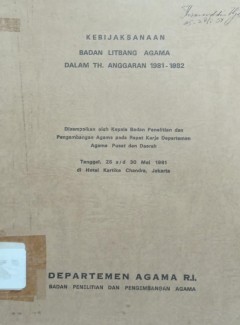 KEBIJAKSANAAN
BADAN LITBANG AGAMA
DALAM TH. ANGGARAN 1981 - 1982
Disampaikan oleh Kepala Badan Penelitian dan
Pengembangan Agama pada Rapat Kerja Departemen
Agama Pusat dan Daerah
Tanggal, 25 s/d 30 Mei 1981
di Hotel Kartika Chandra, Jakarta
DEPARTEMEN AGAMA R.I.
BADAN PENELITIAN DAN PENGEMBANGAN AGAMA